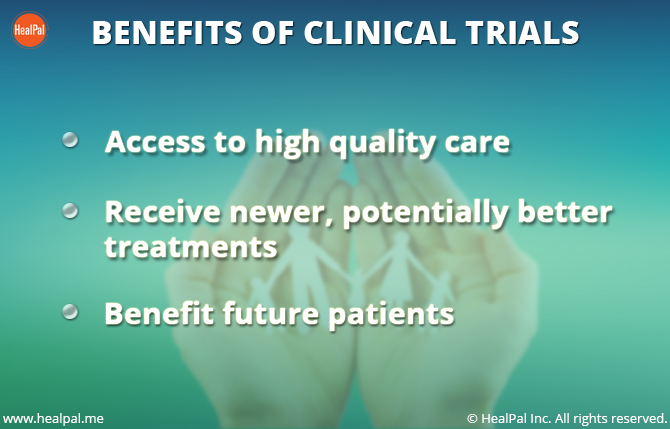 HealPal
BENEFITS OF CLINICAL TRIALS
Access to high quality care
Receive newer, potentially better
treatments
Benefit future patients
www.healpal.me
© HealPal Inc. All rights reserved.